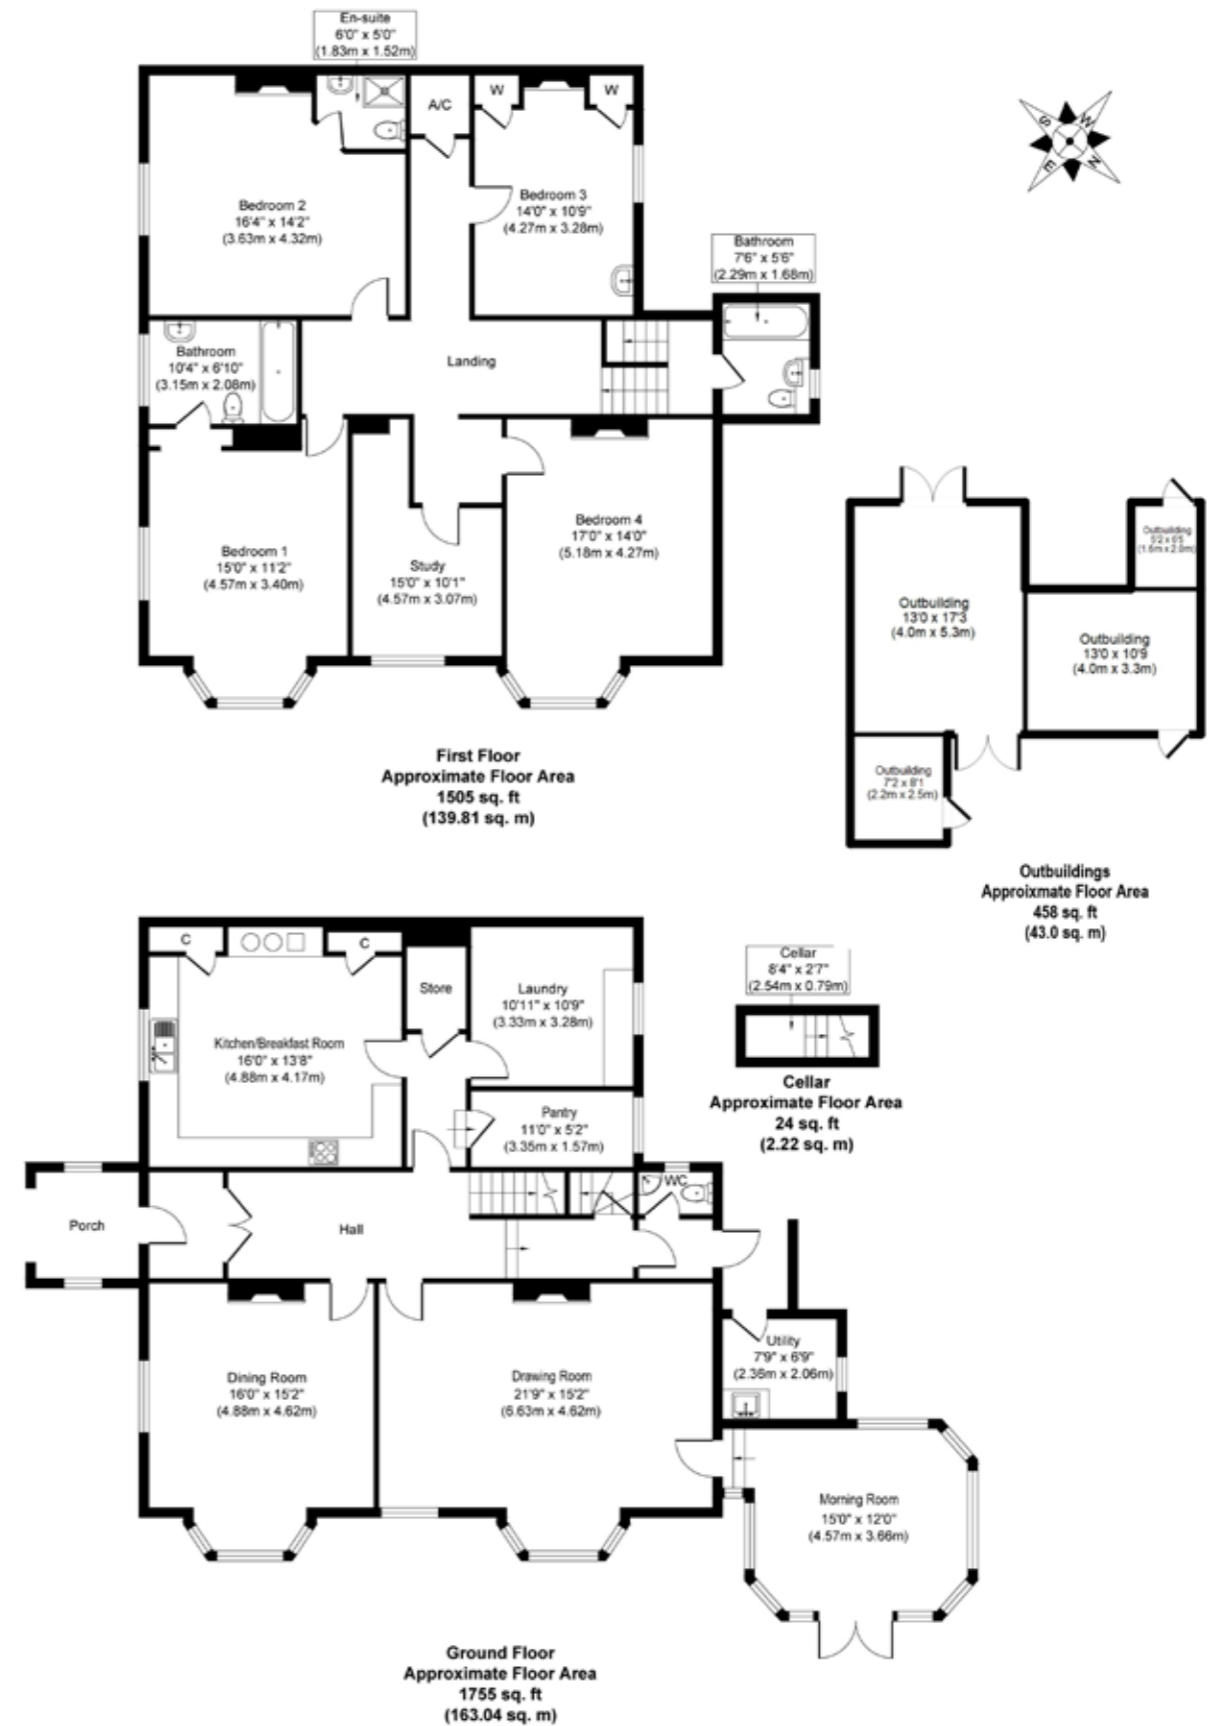 En-suite
6'0" x 5'0"
(1.83m x 1.52m)
A/C
W
W
Bedroom 2
16'4" x 14'2"
(3.63m x 4.32m)
Bedroom 3
14'0" x 10'9"
(4.27m x 3.28m)
S
W
E
N
Bathroom
7'6" x 5'6"
(2.29m x 1.68m)
Bathroom
10'4" x 6'10"
(3.15m x 2.08m)
Landing
Bedroom 1
15'0" x 11'2"
(4.57m x 3.40m)
Study
15'0" x 10'1"
(4.57m x 3.07m)
Bedroom 4
17'0" x 14'0"
(5.18m x 4.27m)
First Floor
Approximate Floor Area
1505 sq. ft
(139.81 sq. m)
Outbuilding
5'2 x 6'5
(1.6m x 2.0m)
Outbuilding
13'0 x 17'3
(4.0m x 5.3m)
Outbuilding
13'0 x 10'9
(4.0m x 3.3m)
Outbuilding
7'2 x 8'1
(2.2m x 2.5m)
Outbuildings
Approixmate Floor Area
458 sq. ft
(43.0 sq. m)
C
C
Store
Laundry
10'11" x 10'9"
(3.33m x 3.28m)
Kitchen/Breakfast Room
16'0" x 13'8"
(4.88m x 4.17m)
Pantry
11'0" x 5'2"
(3.35m x 1.57m)
Cellar
8'4" x 2'7"
(2.54m x 0.79m)
Cellar
Approximate Floor Area
24 sq. ft
(2.22 sq. m)
WC
Porch
Hall
Utility
7'9" x 6'9"
(2.36m x 2.06m)
Dining Room
16'0" x 15'2"
(4.88m x 4.62m)
Drawing Room
21'9" x 15'2"
(6.63m x 4.62m)
Morning Room
15'0" x 12'0"
(4.57m x 3.66m)
Ground Floor
Approximate Floor Area
1755 sq. ft
(163.04 sq. m)